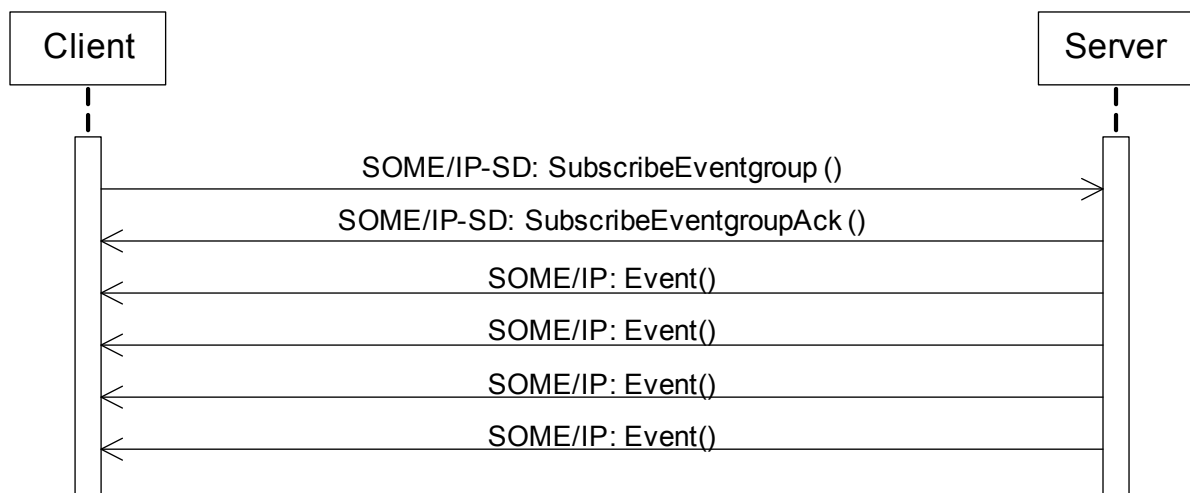 Client
Server
SOME/IP-SD: SubscribeEventgroup ()
SOME/IP-SD: SubscribeEventgroupAck ()
SOME/IP: Event()
SOME/IP: Event()
SOME/IP: Event()
SOME/IP: Event()